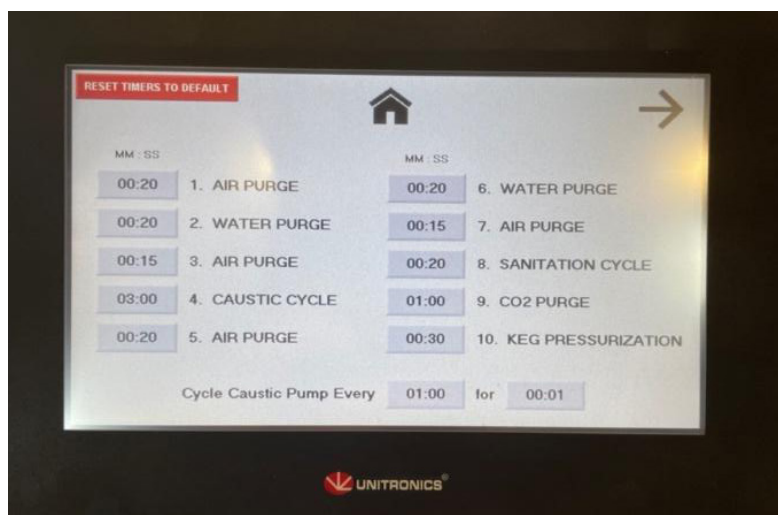 RESET TIMERS TO DEFAULT
MM : SS
00:20 1. AIR PURGE
00:20 2. WATER PURGE
00:15 3. AIR PURGE
03:00 4. CAUSTIC CYCLE
00:20 5. AIR PURGE
MM : SS
00:20 6. WATER PURGE
00:15 7. AIR PURGE
00:20 8. SANITATION CYCLE
01:00 9. CO2 PURGE
00:30 10. KEG PRESSURIZATION
Cycle Caustic Pump Every 01:00 for 00:01
UNITRONICS®